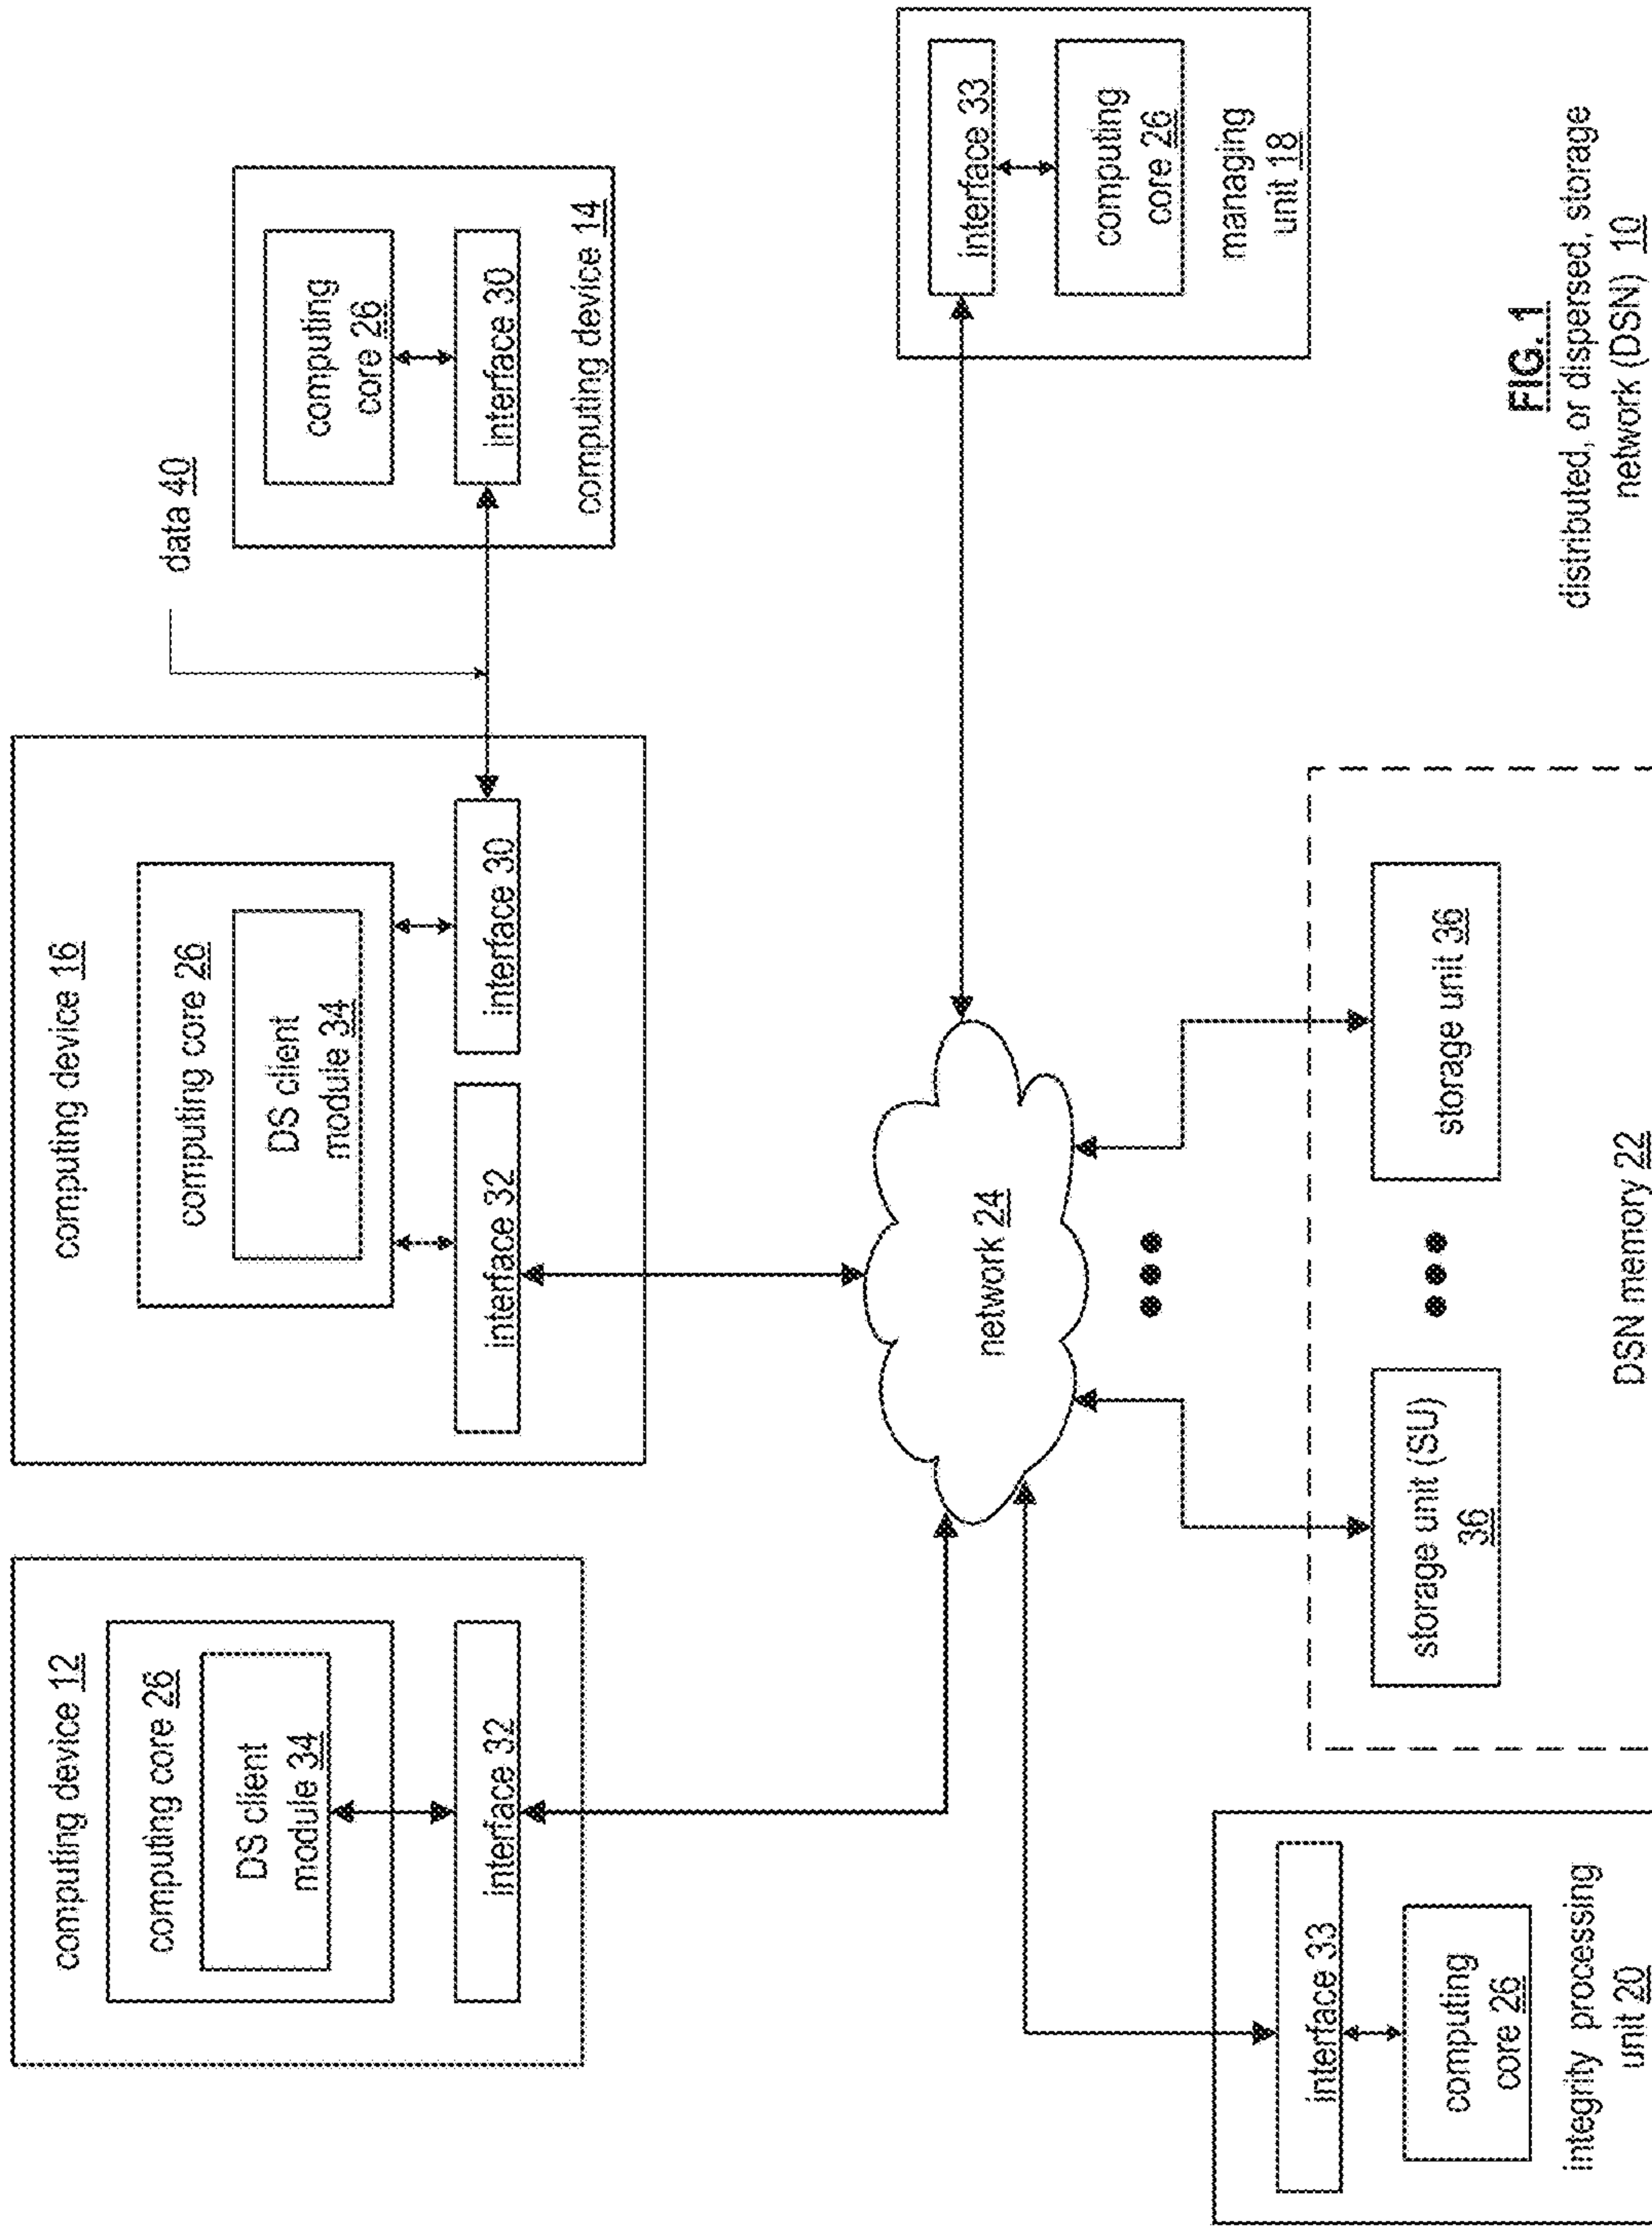 computing device 12
computing core 26
DS client
module 34
interface 32
computing device 16
computing core 26
DS client
module 34
interface 32
interface 30
data 40
computing
core 26
interface 30
computing device 14
network 24
interface 33
computing
core 26
managing
unit 18
interface 33
computing
core 26
integrity processing
unit 20
storage unit (SU)
36
storage unit 36
DSN memory 22
FIG. 1
distributed, or dispersed, storage
network (DSN) 10